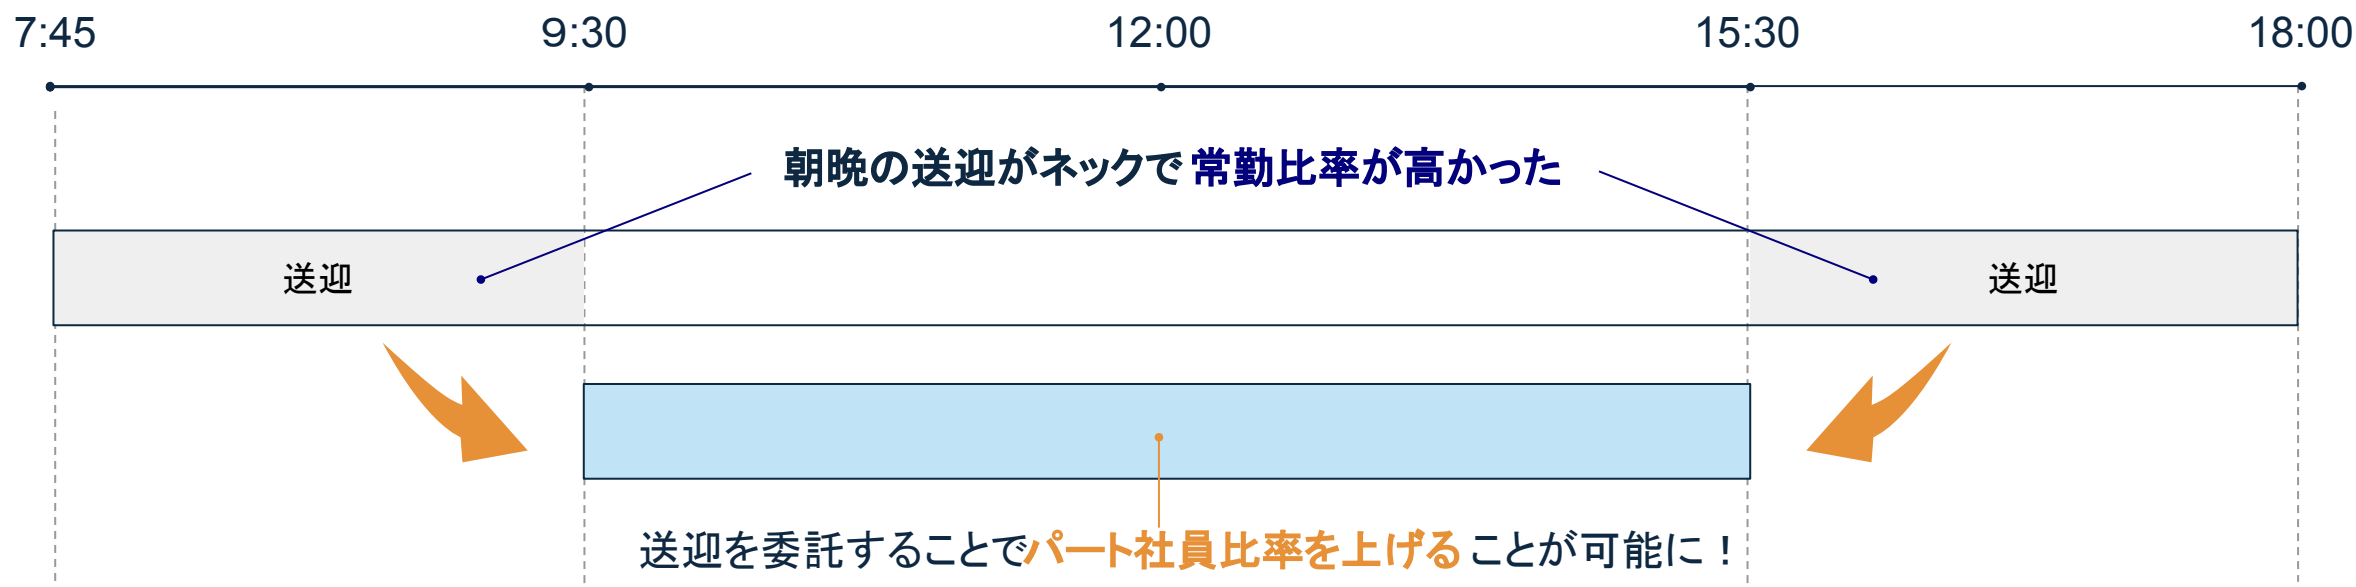 7:45 9:30 12:00 15:30 18:00
朝晩の送迎がネックで常勤比率が高かった
送迎 送迎
送迎を委託することでパート社員比率を上げることが可能に！